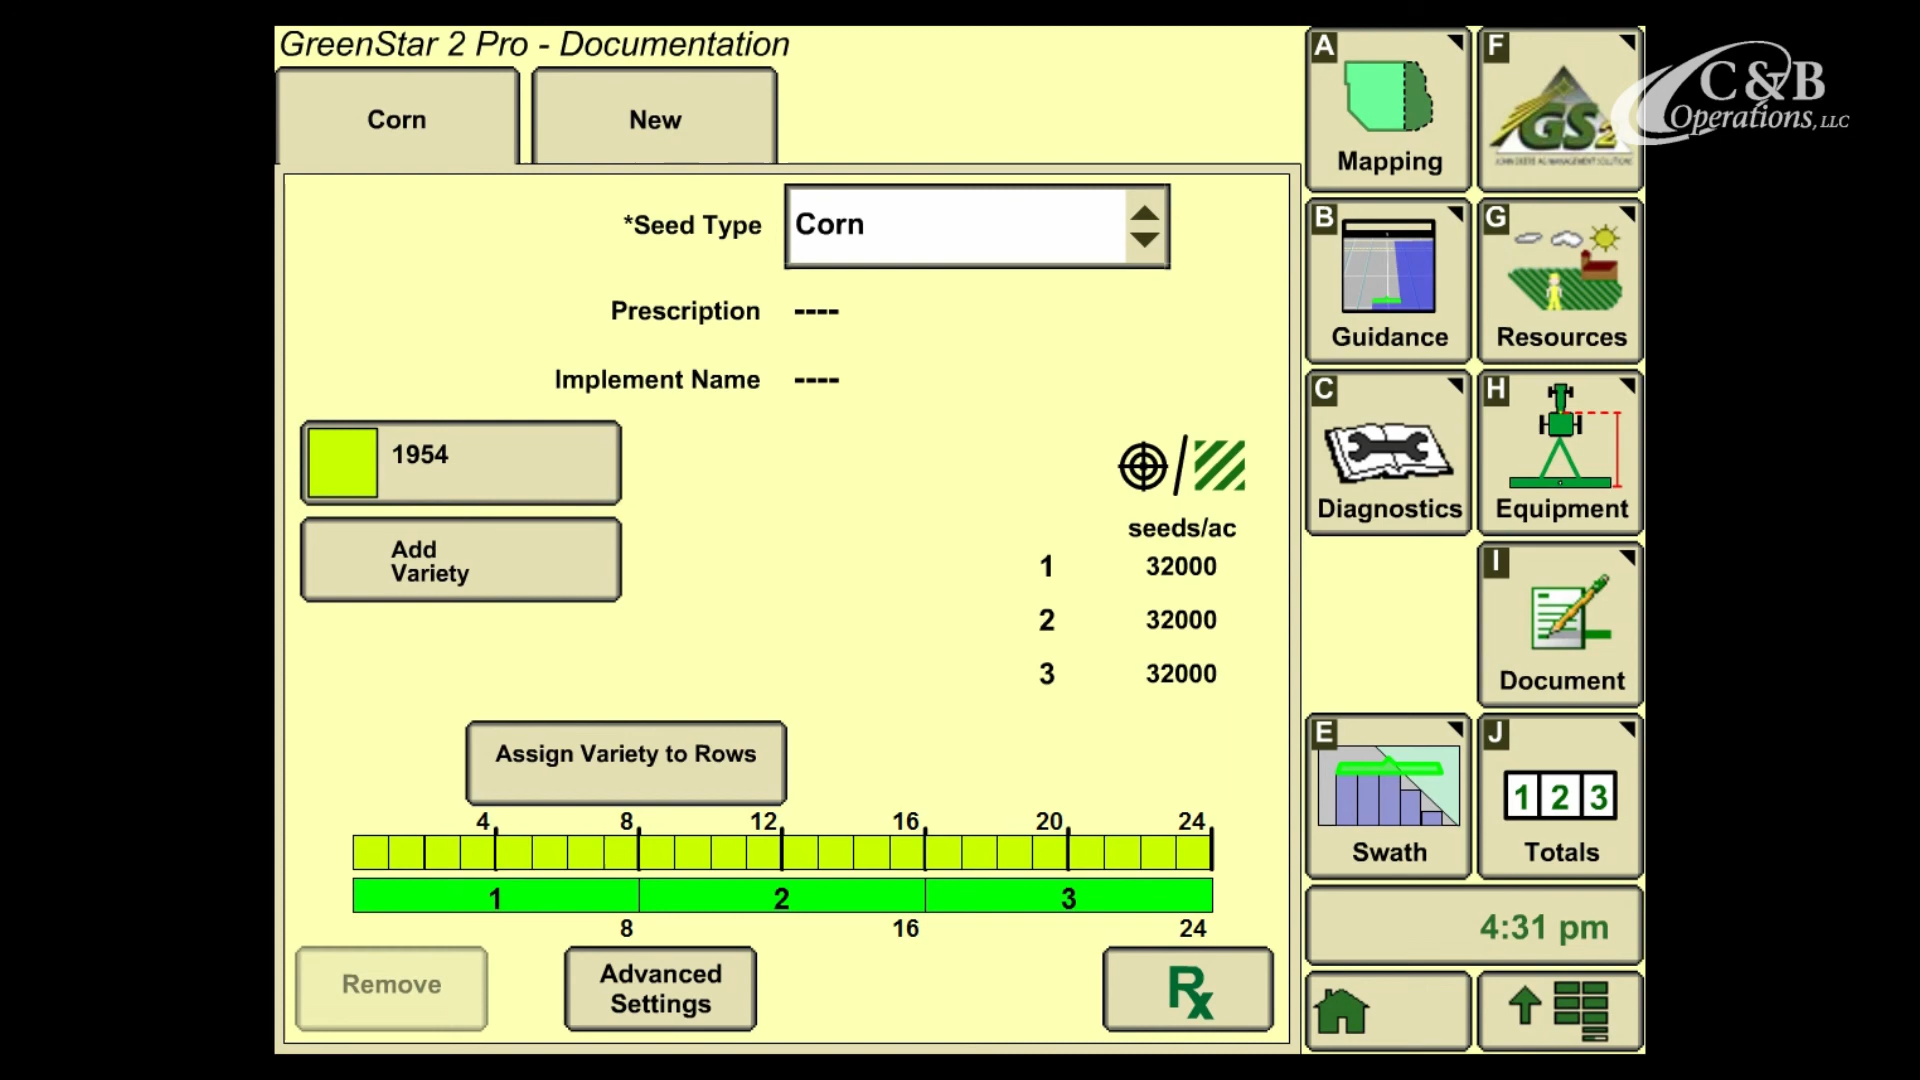 GreenStar 2 Pro - Documentation
Corn
New
*Seed Type
Corn
Prescription
----
Implement Name
----
1954
Add
Variety
seeds/ac
1 32000
2 32000
3 32000
Assign Variety to Rows
4 8 12 16 20 24
1 2 3
8 16 24
Remove
Advanced
Settings
Rx
A
Mapping
F
GS2
C&B
Operations, LLC
B
Guidance
G
Resources
C
Diagnostics
H
Equipment
I
Document
E
Swath
J
1 2 3
Totals
4:31 pm